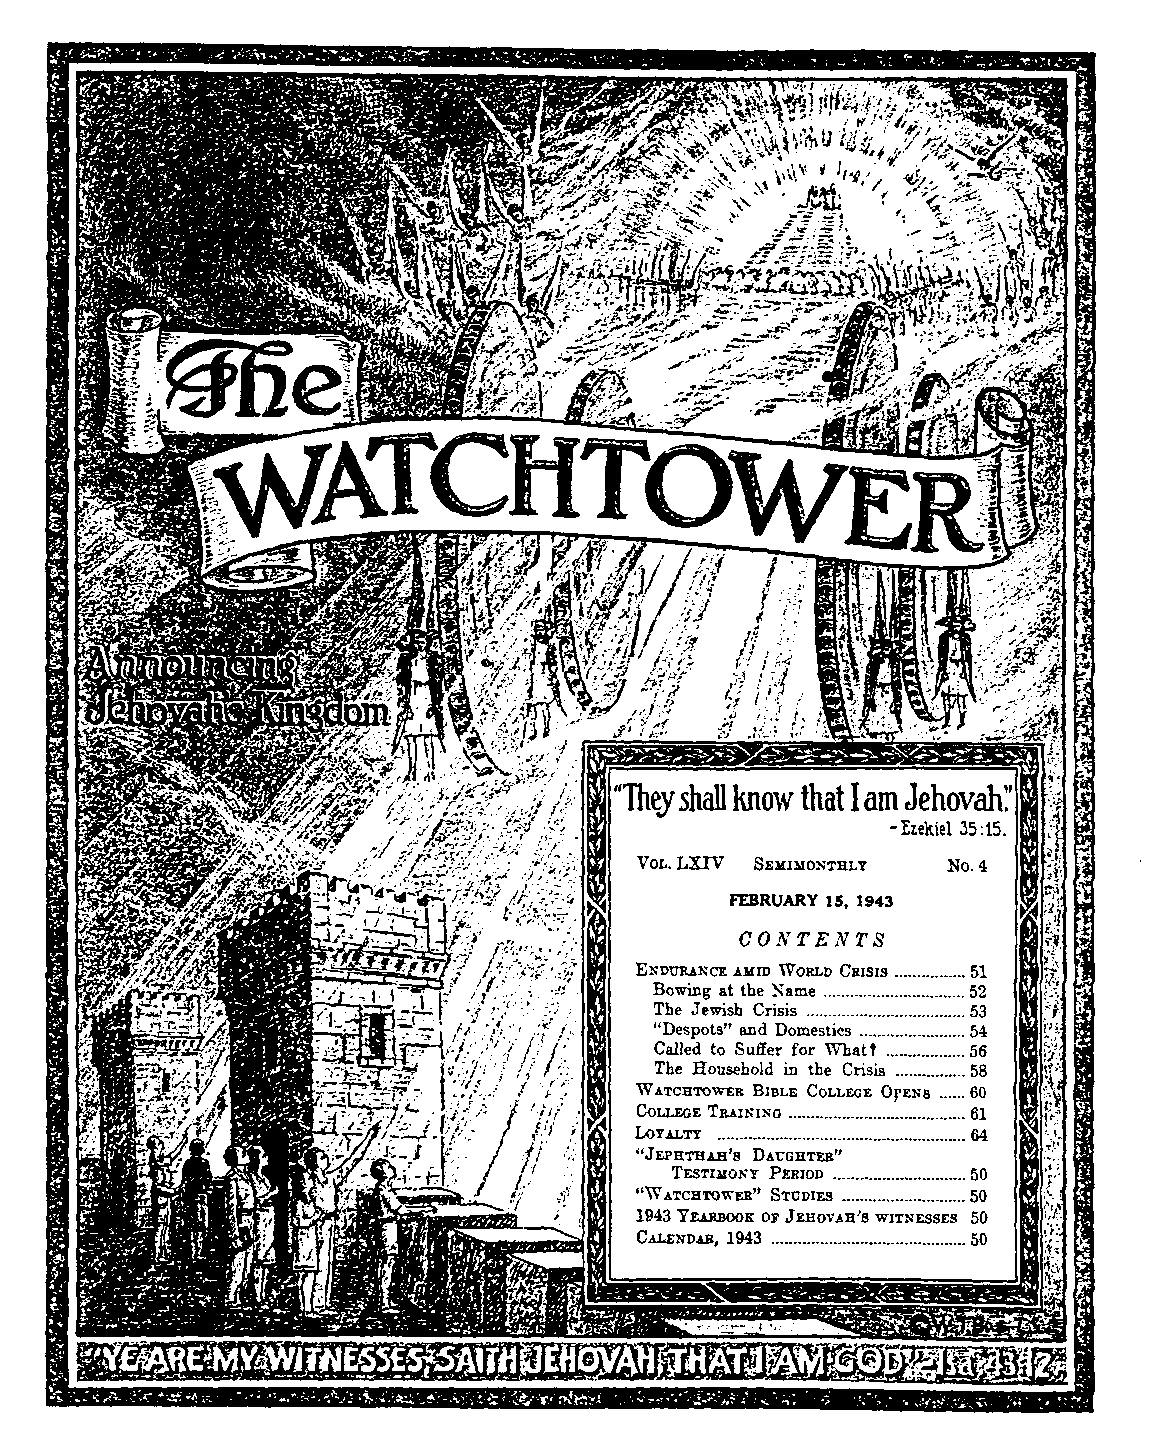 The
WATCHTOWER
Announcing
Jehovah's Kingdom
"They shall know that I am Jehovah."
- Ezekiel 35:15.
VOL. LXIV SEMIMONTHLY No. 4
FEBRUARY 15, 1943
CONTENTS
ENDURANCE AMID WORLD CRISIS ............... 51
Bowing at the Name ............................. 52
The Jewish Crisis ................................. 53
"Despots" and Domestics ...................... 54
Called to Suffer for What? ................ 56
The Household in the Crisis .............. 58
WATCHTOWER BIBLE COLLEGE OPENS ...... 60
COLLEGE TRAINING .................................... 61
LOYALTY .................................................. 64
"JEPHTHAH'S DAUGHTER"
TESTIMONY PERIOD ........................... 50
"WATCHTOWER" STUDIES ......................... 50
1943 YEARBOOK OF JEHOVAH'S WITNESSES 50
CALENDAR, 1943 ........................................ 50
"YE ARE MY WITNESSES, SAITH JEHOVAH, THAT I AM GOD"-Isa. 43:12.